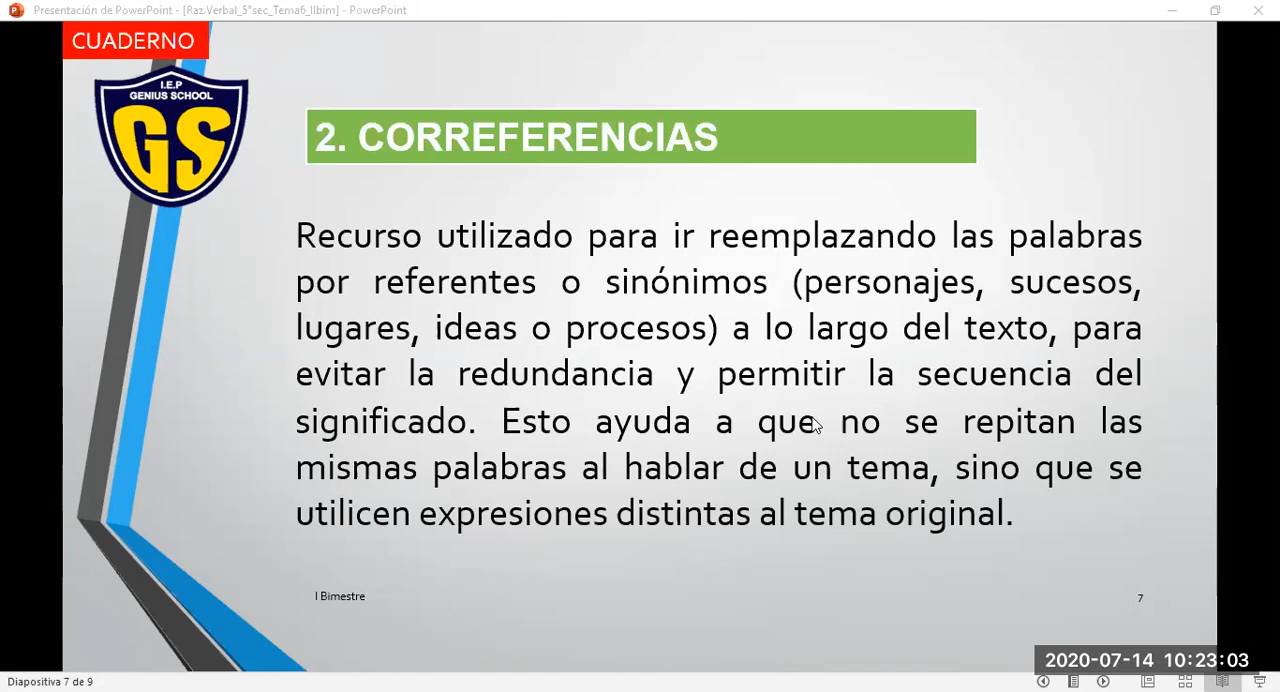 Presentación de PowerPoint - [Raz.Verbal_5°sec_Tema6_IIbim] - PowerPoint
CUADERNO
I.E.P
GENIUS SCHOOL
GS
2. CORREFERENCIAS
Recurso utilizado para ir reemplazando las palabras
por referentes o sinónimos (personajes, sucesos,
lugares, ideas o procesos) a lo largo del texto, para
evitar la redundancia y permitir la secuencia del
significado. Esto ayuda a que no se repitan las
mismas palabras al hablar de un tema, sino que se
utilicen expresiones distintas al tema original.
I Bimestre
7
2020-07-14 10:23:03
Diapositiva 7 de 9